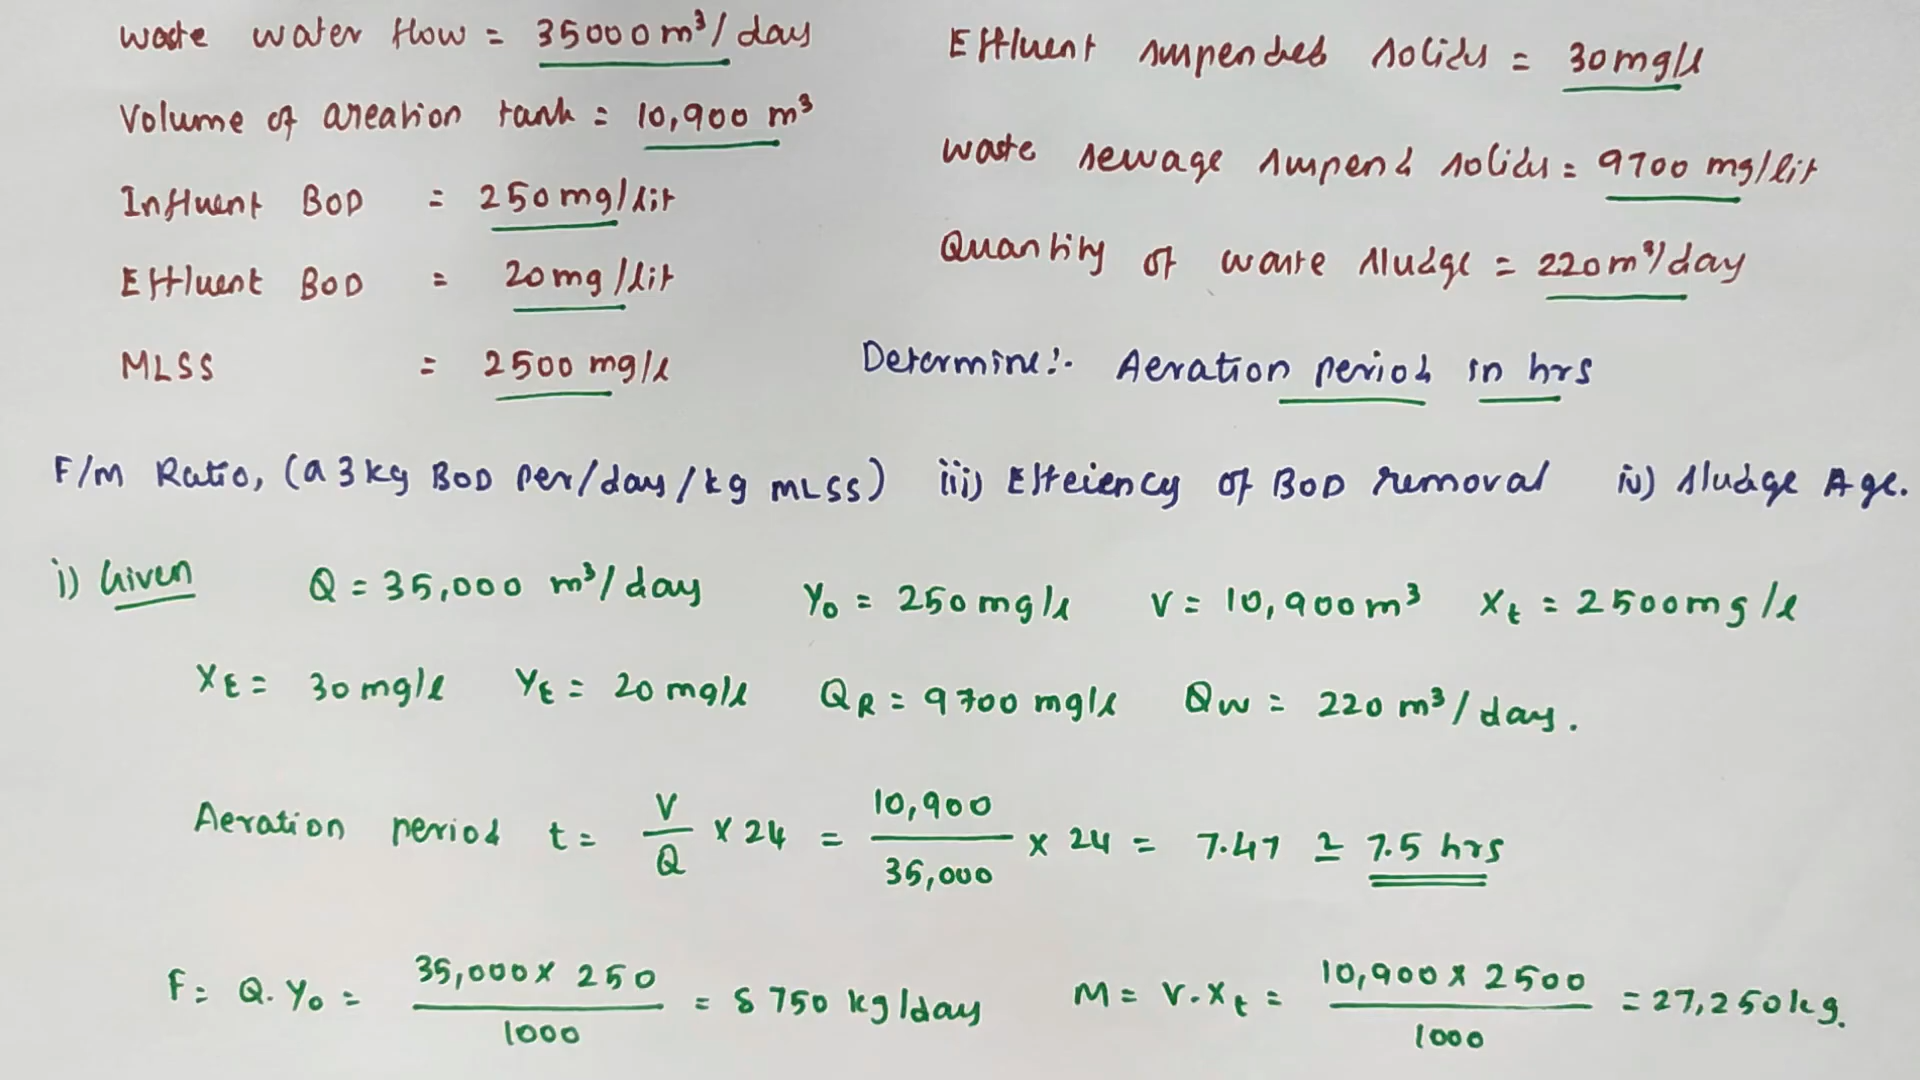 Waste water flow = 35000 m³/day
Volume of areation tank = 10,900 m³
Influent BOD = 250 mg/lit
Effluent BOD = 20 mg/lit
MLSS = 2500 mg/l
Effluent suspended solids = 30 mg/l
waste sewage suspend solids = 9700 mg/lit
Quantity of waste sludge = 220 m³/day
Determine:- Aeration period in hrs
F/M Ratio, (a 3 kg BOD per/day/kg MLSS) iii) Effeiency of BOD removal iv) sludge Age.
i) Given Q = 35,000 m³/day Y₀ = 250 mg/l V = 10,900 m³ Xt = 2500 mg/l
XE = 30 mg/l YE = 20 mg/l QR = 9700 mg/l Qw = 220 m³/day.
Aeration period t = V/Q × 24 = 10,900/35,000 × 24 = 7.47 ≃ 7.5 hrs
F = Q.Y₀ = 35,000 × 250/1000 = 8750 kg/day M = V.Xt = 10,900 × 2500/1000 = 27,250 kg.